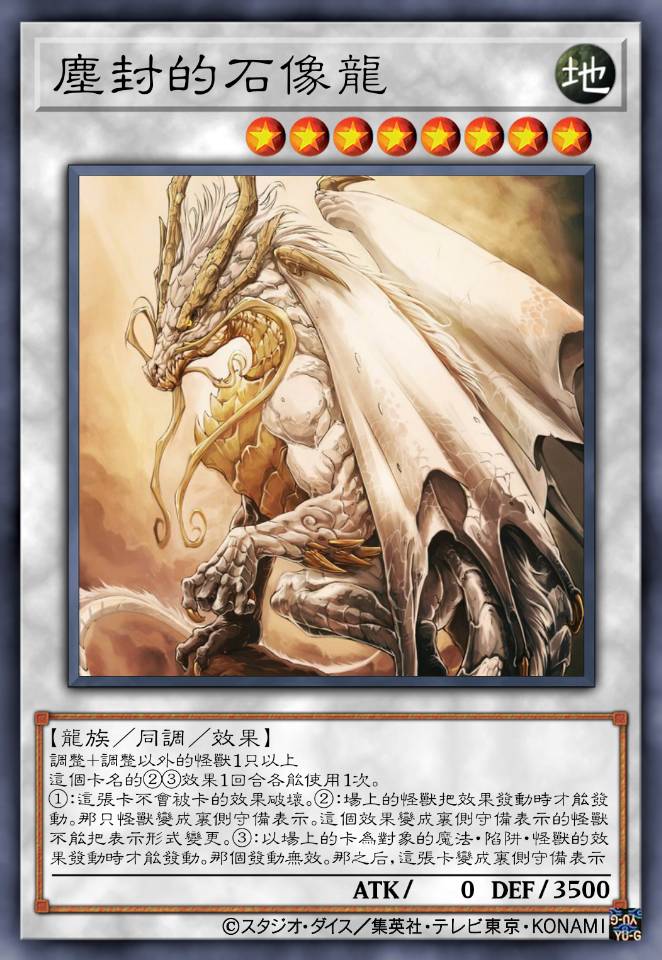 塵封的石像龍
地
【龍族／同調／效果】
調整＋調整以外的怪獸1只以上
這個卡名的②③效果1回合各能使用1次。
①：這張卡不會被卡的效果破壞。②：場上的怪獸把效果發動時才能發
動。那只怪獸變成裏側守備表示。這個效果變成裏側守備表示的怪獸
不能把表示形式變更。③：以場上的卡為對象的魔法·陷阱·怪獸的效
果發動時才能發動。那個發動無效。那之后，這張卡變成裏側守備表示
ATK/ 0 DEF/3500
©スタジオ・ダイス／集英社・テレビ東京・KONAMI